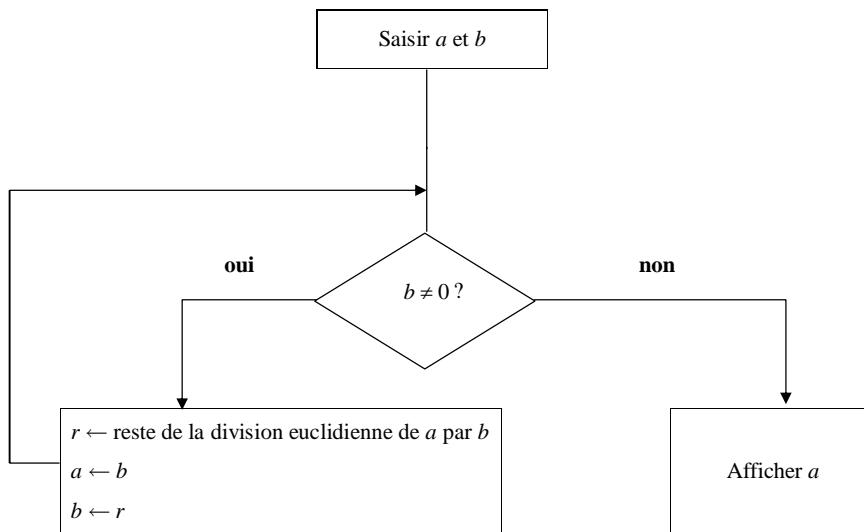 Saisir a et b
oui
non
b ≠ 0 ?
r ← reste de la division euclidienne de a par b
a ← b
b ← r
Afficher a